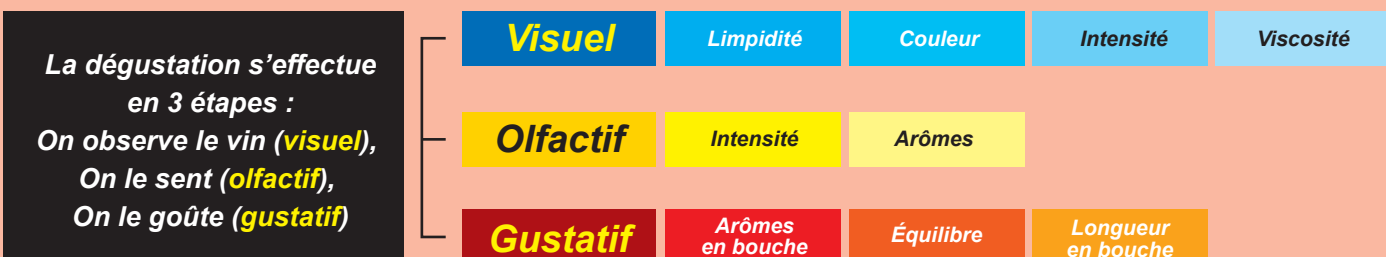 La dégustation s’effectue
en 3 étapes :
On observe le vin (visuel),
On le sent (olfactif),
On le goûte (gustatif)
Visuel
Limpidité
Couleur
Intensité
Viscosité
Olfactif
Intensité
Arômes
Gustatif
Arômes
en bouche
Équilibre
Longueur
en bouche